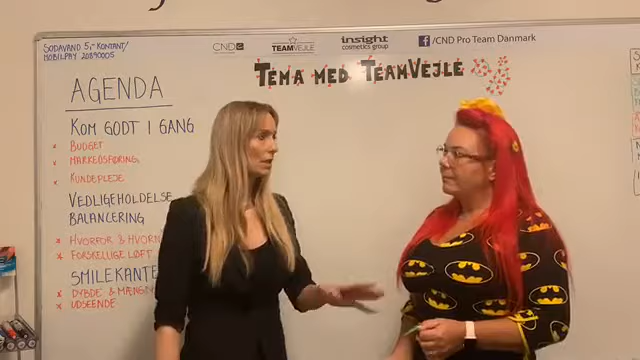 SODAVAND 5,- KONTANT/
MOBILPAY 20890005
CND
TEAMVEJLE
insight
cosmetics group
f /CND Pro Team Danmark
TEMA MED TEAMVEJLE
AGENDA
KOM GODT I GANG
x BUDGET
x MARKEDSFØRING
x KUNDEPLEJE
VEDLIGEHOLDELSE
BALANCERING
x HVORFOR & HVORN
x FORSKELLIGE LØFT
SMILEKANTE
x DYBDE & MÆNG
x UDSEENDE